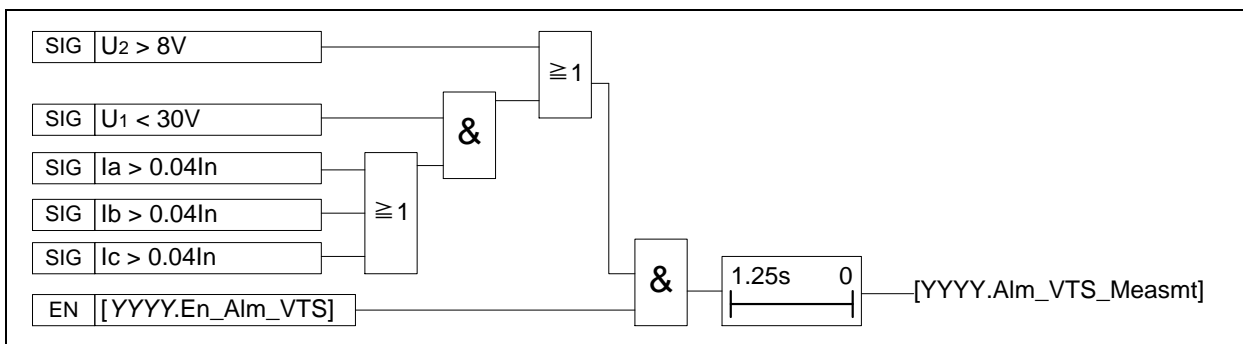 SIG U2 > 8V
≧1
SIG U1 < 30V
&
SIG Ia > 0.04In
SIG Ib > 0.04In
≧1
SIG Ic > 0.04In
EN [YYYY.En_Alm_VTS]
&
1.25s 0
[YYYY.Alm_VTS_Measmt]